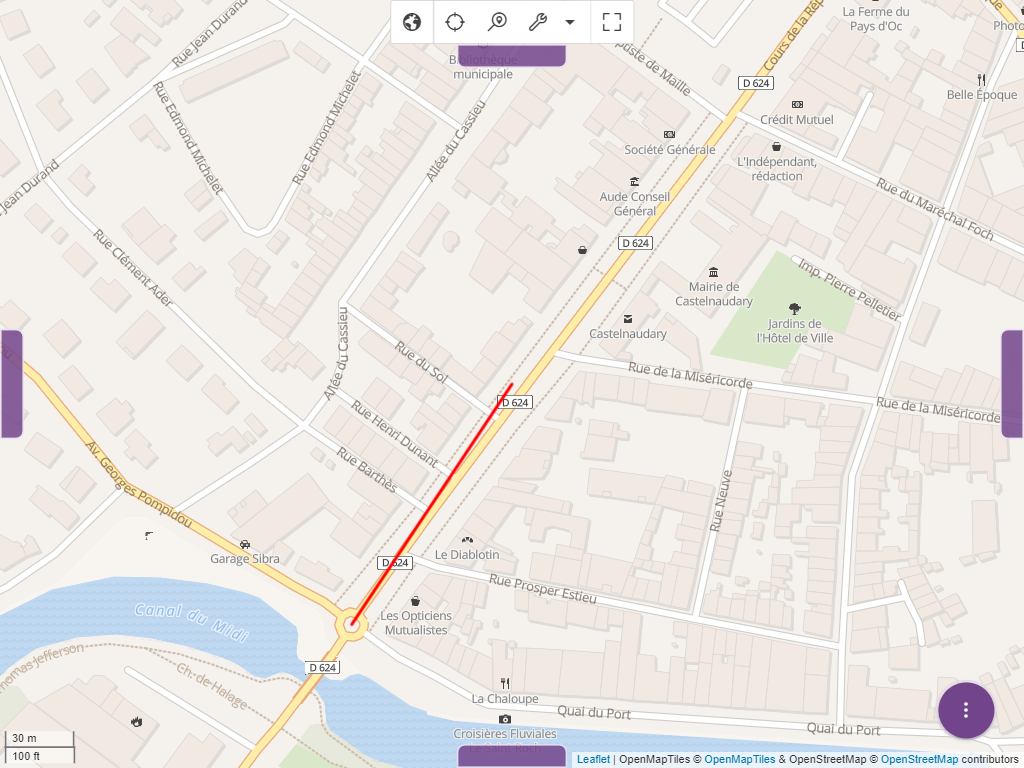 Rue Jean Durand
Cours de la Rép
La Ferme du
Pays d'Oc
Photo
Bibliothèque
municipale
poste de Maille
D 624
Belle Époque
Crédit Mutuel
Rue Edmond Michelet
Rue Edmond Michelet
Allée du Cassieu
Société Générale
L'Indépendant,
rédaction
Jean Durand
Aude Conseil
Général
Rue du Maréchal Foch
D 624
Rue Clément Ader
Imp. Pierre Pelletier
Mairie de
Castelnaudary
Castelnaudary
Jardins de
l'Hôtel de Ville
Allée du Cassieu
Rue du Sol
Rue de la Miséricorde
D 624
Rue de la Miséricorde
Rue Henri Dunant
Rue Barthès
Av. Georges Pompidou
Rue Neuve
Garage Sibra
Le Diablotin
D 624
Rue Prosper Estieu
Canal du Midi
Les Opticiens
Mutualistes
Thomas Jefferson
D 624
Ch. de Halage
La Chaloupe
Quai du Port
Quai du Port
Croisières Fluviales
Le Saint Roch
30 m
100 ft
Leaflet | OpenMapTiles © OpenMapTiles & OpenStreetMap © OpenStreetMap contributors